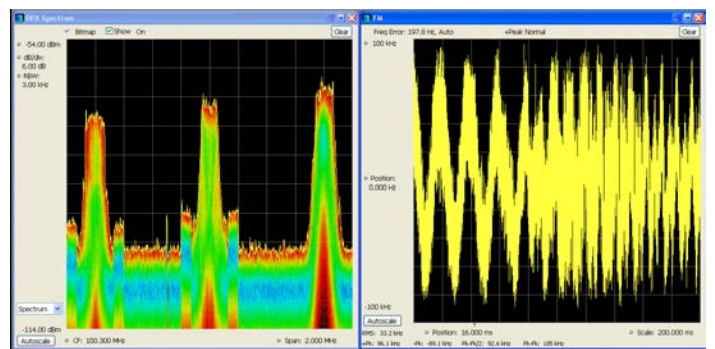 DPX Spectrum
Bitmap Show On Clear
-54.00 dBm
dB/div:
6.00 dB
RBW:
3.00 kHz
Spectrum
-114.00 dBm
Autoscale CF: 100.300 MHz Span: 2.000 MHz
FM
Freq Error: 197.8 Hz, Auto +Peak Normal Clear
100 kHz
Position:
0.000 Hz
-100 kHz
Autoscale Position: 16.000 ms Scale: 200.000 ms
RMS: 33.2 kHz
+Pk: 96.1 kHz -Pk: -89.1 kHz Pk-Pk/2: 92.6 kHz Pk-Pk: 185 kHz